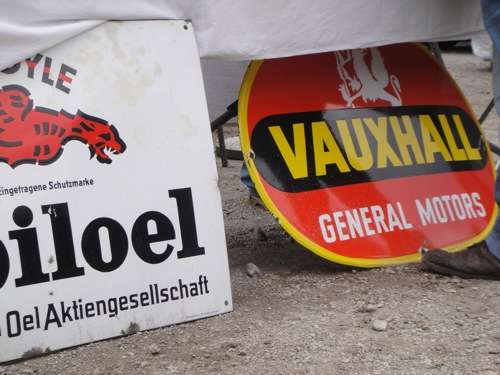 OYLE
Eingetragene Schutzmarke
biloel
Oel Aktiengesellschaft
VAUXHALL
GENERAL MOTORS